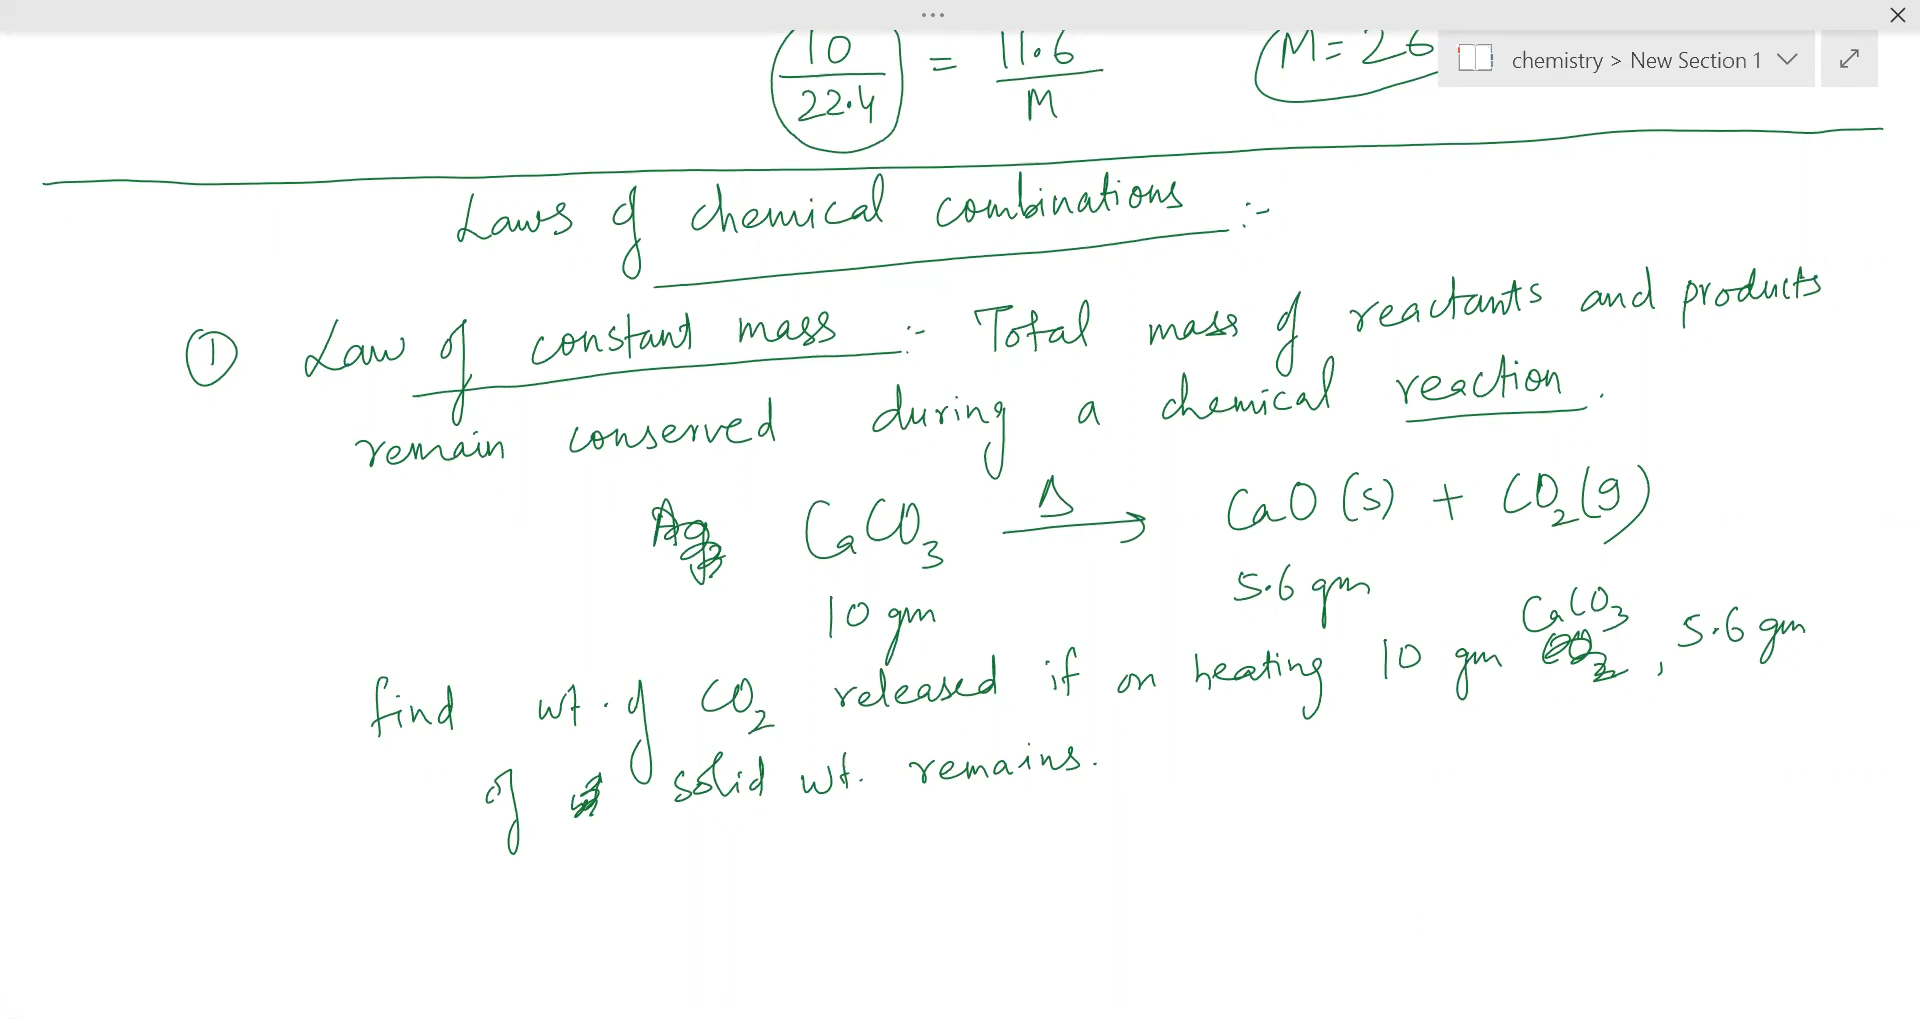 ...
10/22.4 = 11.6/M M = 26
chemistry > New Section 1
Laws of chemical combinations :-
① Law of constant mass :- Total mass of reactants and products
remain conserved during a chemical reaction.
CaCO₃ —Δ→ CaO (s) + CO₂ (g)
10 gm 5.6 gm
find wt. of CO₂ released if on heating 10 gm CaCO₃, 5.6 gm
of solid wt. remains.